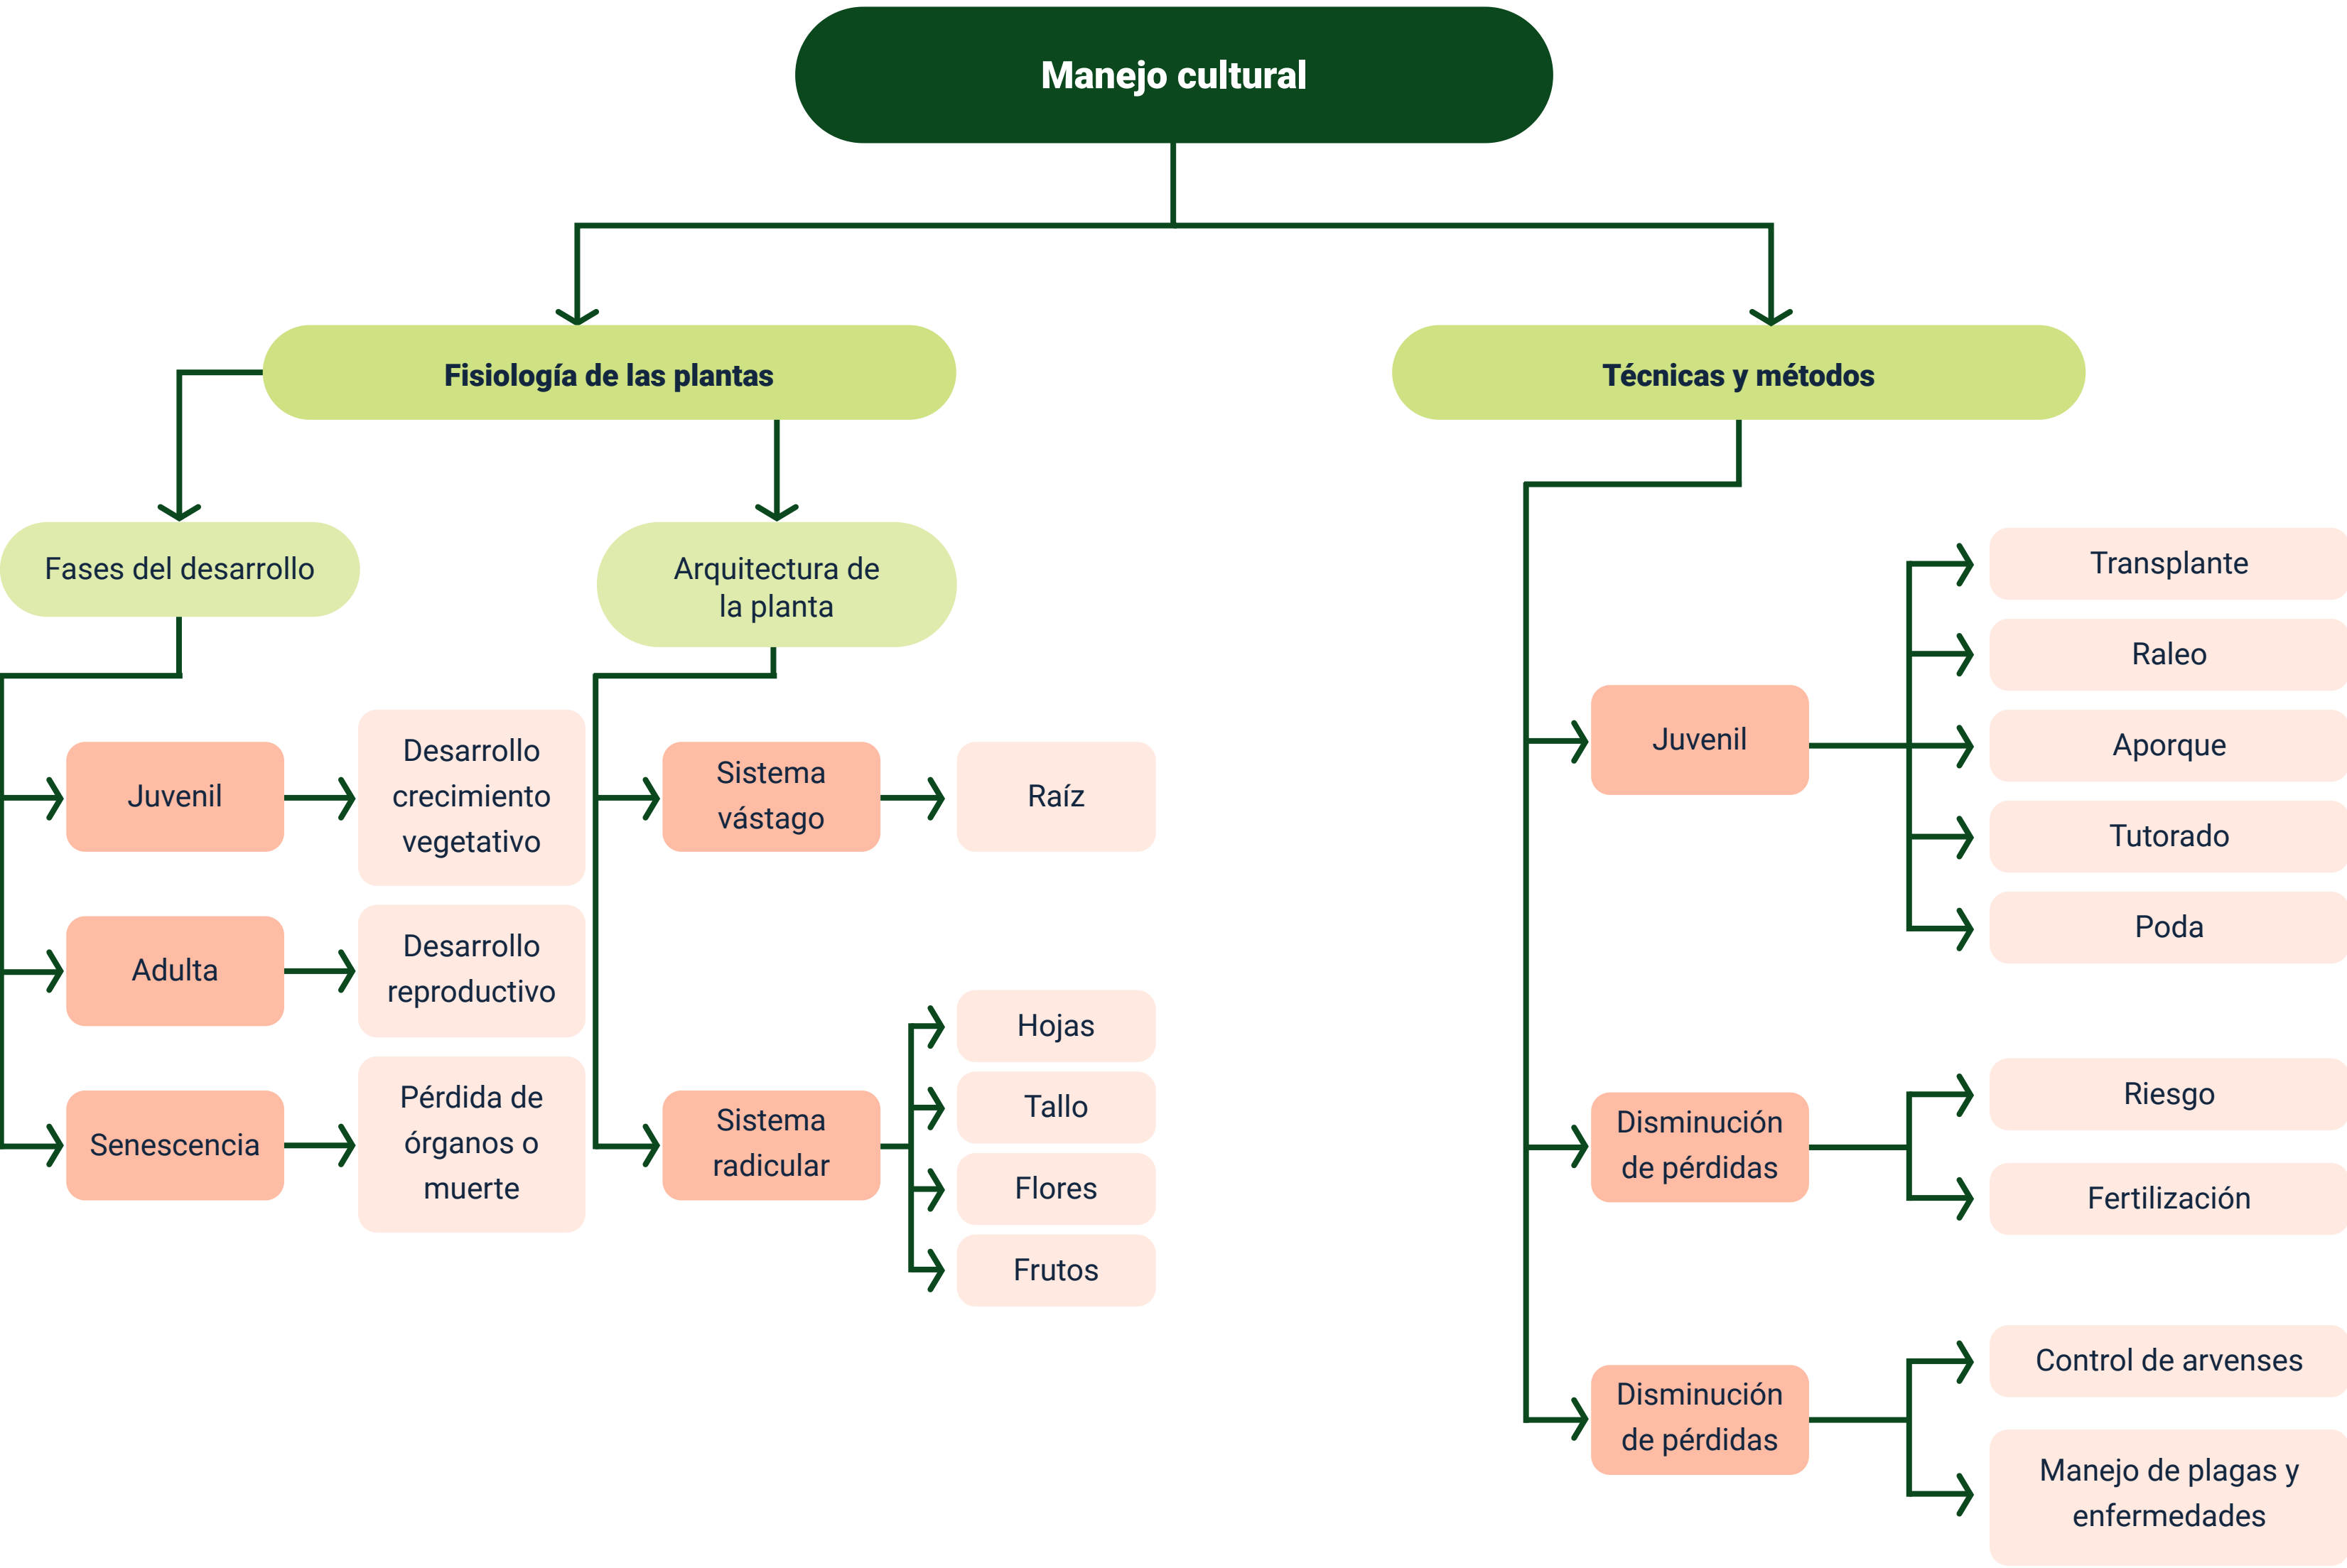 Manejo cultural
Fisiología de las plantas
Técnicas y métodos
Fases del desarrollo
Arquitectura de
la planta
Juvenil
Desarrollo
crecimiento
vegetativo
Adulta
Desarrollo
reproductivo
Senescencia
Pérdida de
órganos o
muerte
Sistema
vástago
Raíz
Sistema
radicular
Hojas
Tallo
Flores
Frutos
Juvenil
Transplante
Raleo
Aporque
Tutorado
Poda
Disminución
de pérdidas
Riesgo
Fertilización
Disminución
de pérdidas
Control de arvenses
Manejo de plagas y
enfermedades